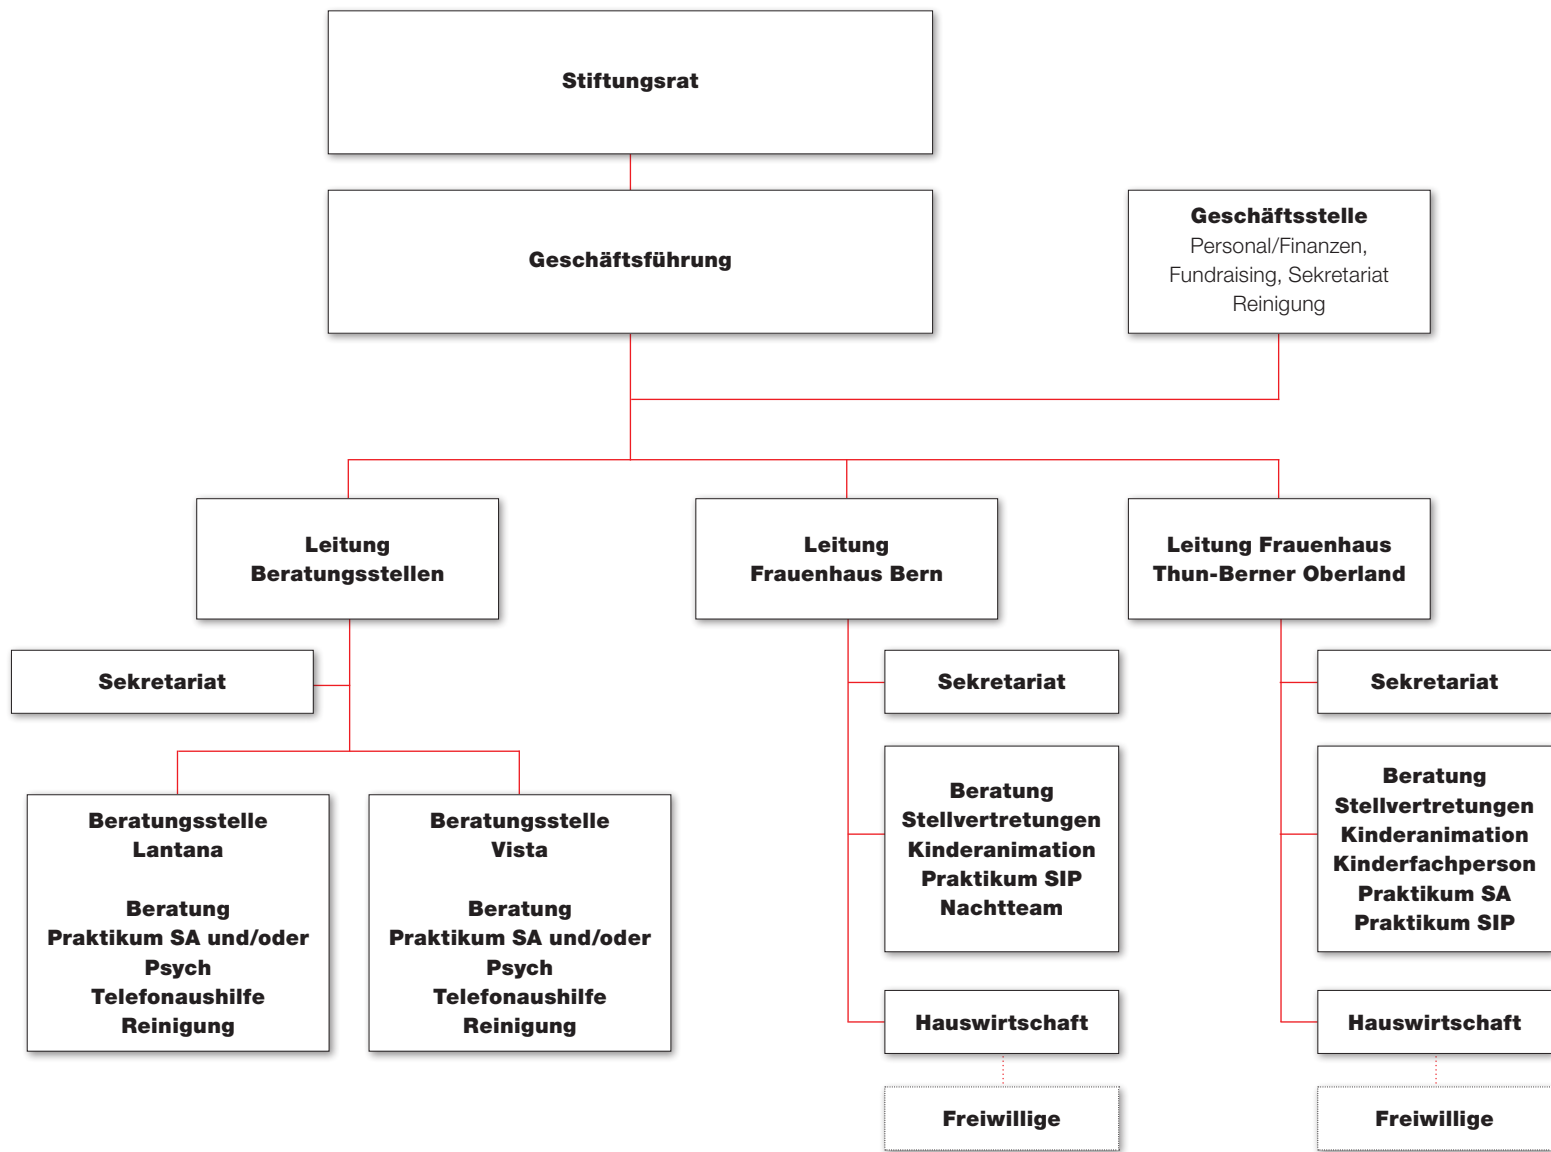 Stiftungsrat
Geschäftsführung
Geschäftsstelle
Personal/Finanzen,
Fundraising, Sekretariat
Reinigung
Leitung
Beratungsstellen
Leitung
Frauenhaus Bern
Leitung Frauenhaus
Thun-Berner Oberland
Sekretariat
Beratungsstelle
Lantana
Beratung
Praktikum SA und/oder
Psych
Telefonaushilfe
Reinigung
Beratungsstelle
Vista
Beratung
Praktikum SA und/oder
Psych
Telefonaushilfe
Reinigung
Sekretariat
Beratung
Stellvertretungen
Kinderanimation
Praktikum SIP
Nachtteam
Hauswirtschaft
Freiwillige
Sekretariat
Beratung
Stellvertretungen
Kinderanimation
Kinderfachperson
Praktikum SA
Praktikum SIP
Hauswirtschaft
Freiwillige